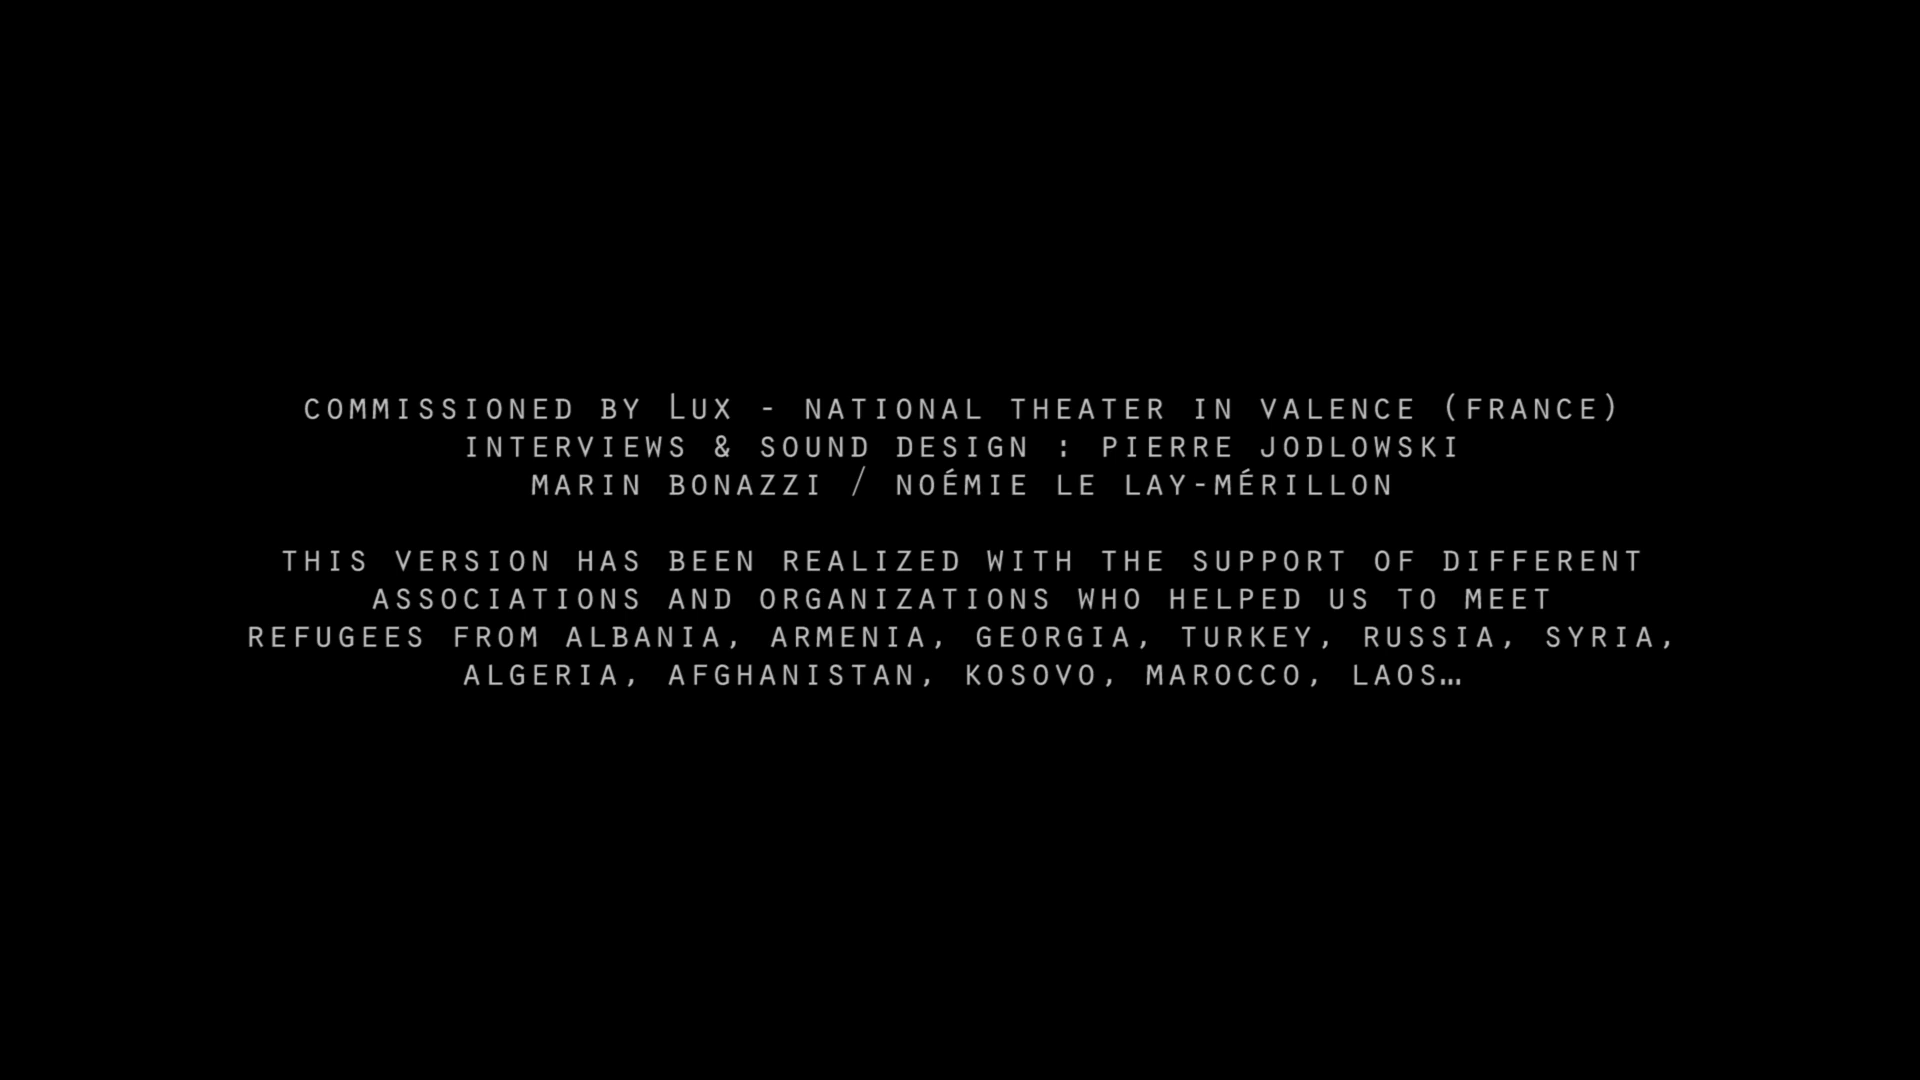 COMMISSIONED BY LUX - NATIONAL THEATER IN VALENCE (FRANCE)
INTERVIEWS & SOUND DESIGN : PIERRE JODLOWSKI
MARIN BONAZZI / NOÉMIE LE LAY-MÉRILLON
THIS VERSION HAS BEEN REALIZED WITH THE SUPPORT OF DIFFERENT
ASSOCIATIONS AND ORGANIZATIONS WHO HELPED US TO MEET
REFUGEES FROM ALBANIA, ARMENIA, GEORGIA, TURKEY, RUSSIA, SYRIA,
ALGERIA, AFGHANISTAN, KOSOVO, MAROCCO, LAOS…